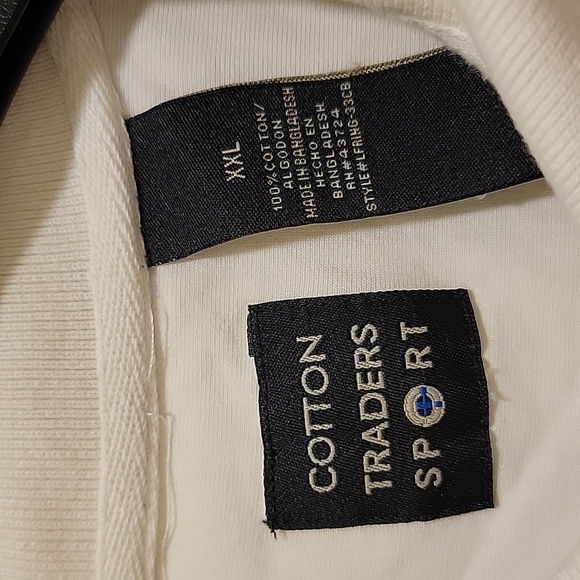 XXL
100% COTTON/
ALGODON
MADE IN BANGLADESH
HECHO EN
BANGLADESH
RN#43724
STYLE#LFRING-33CB
COTTON
TRADERS
SPORT